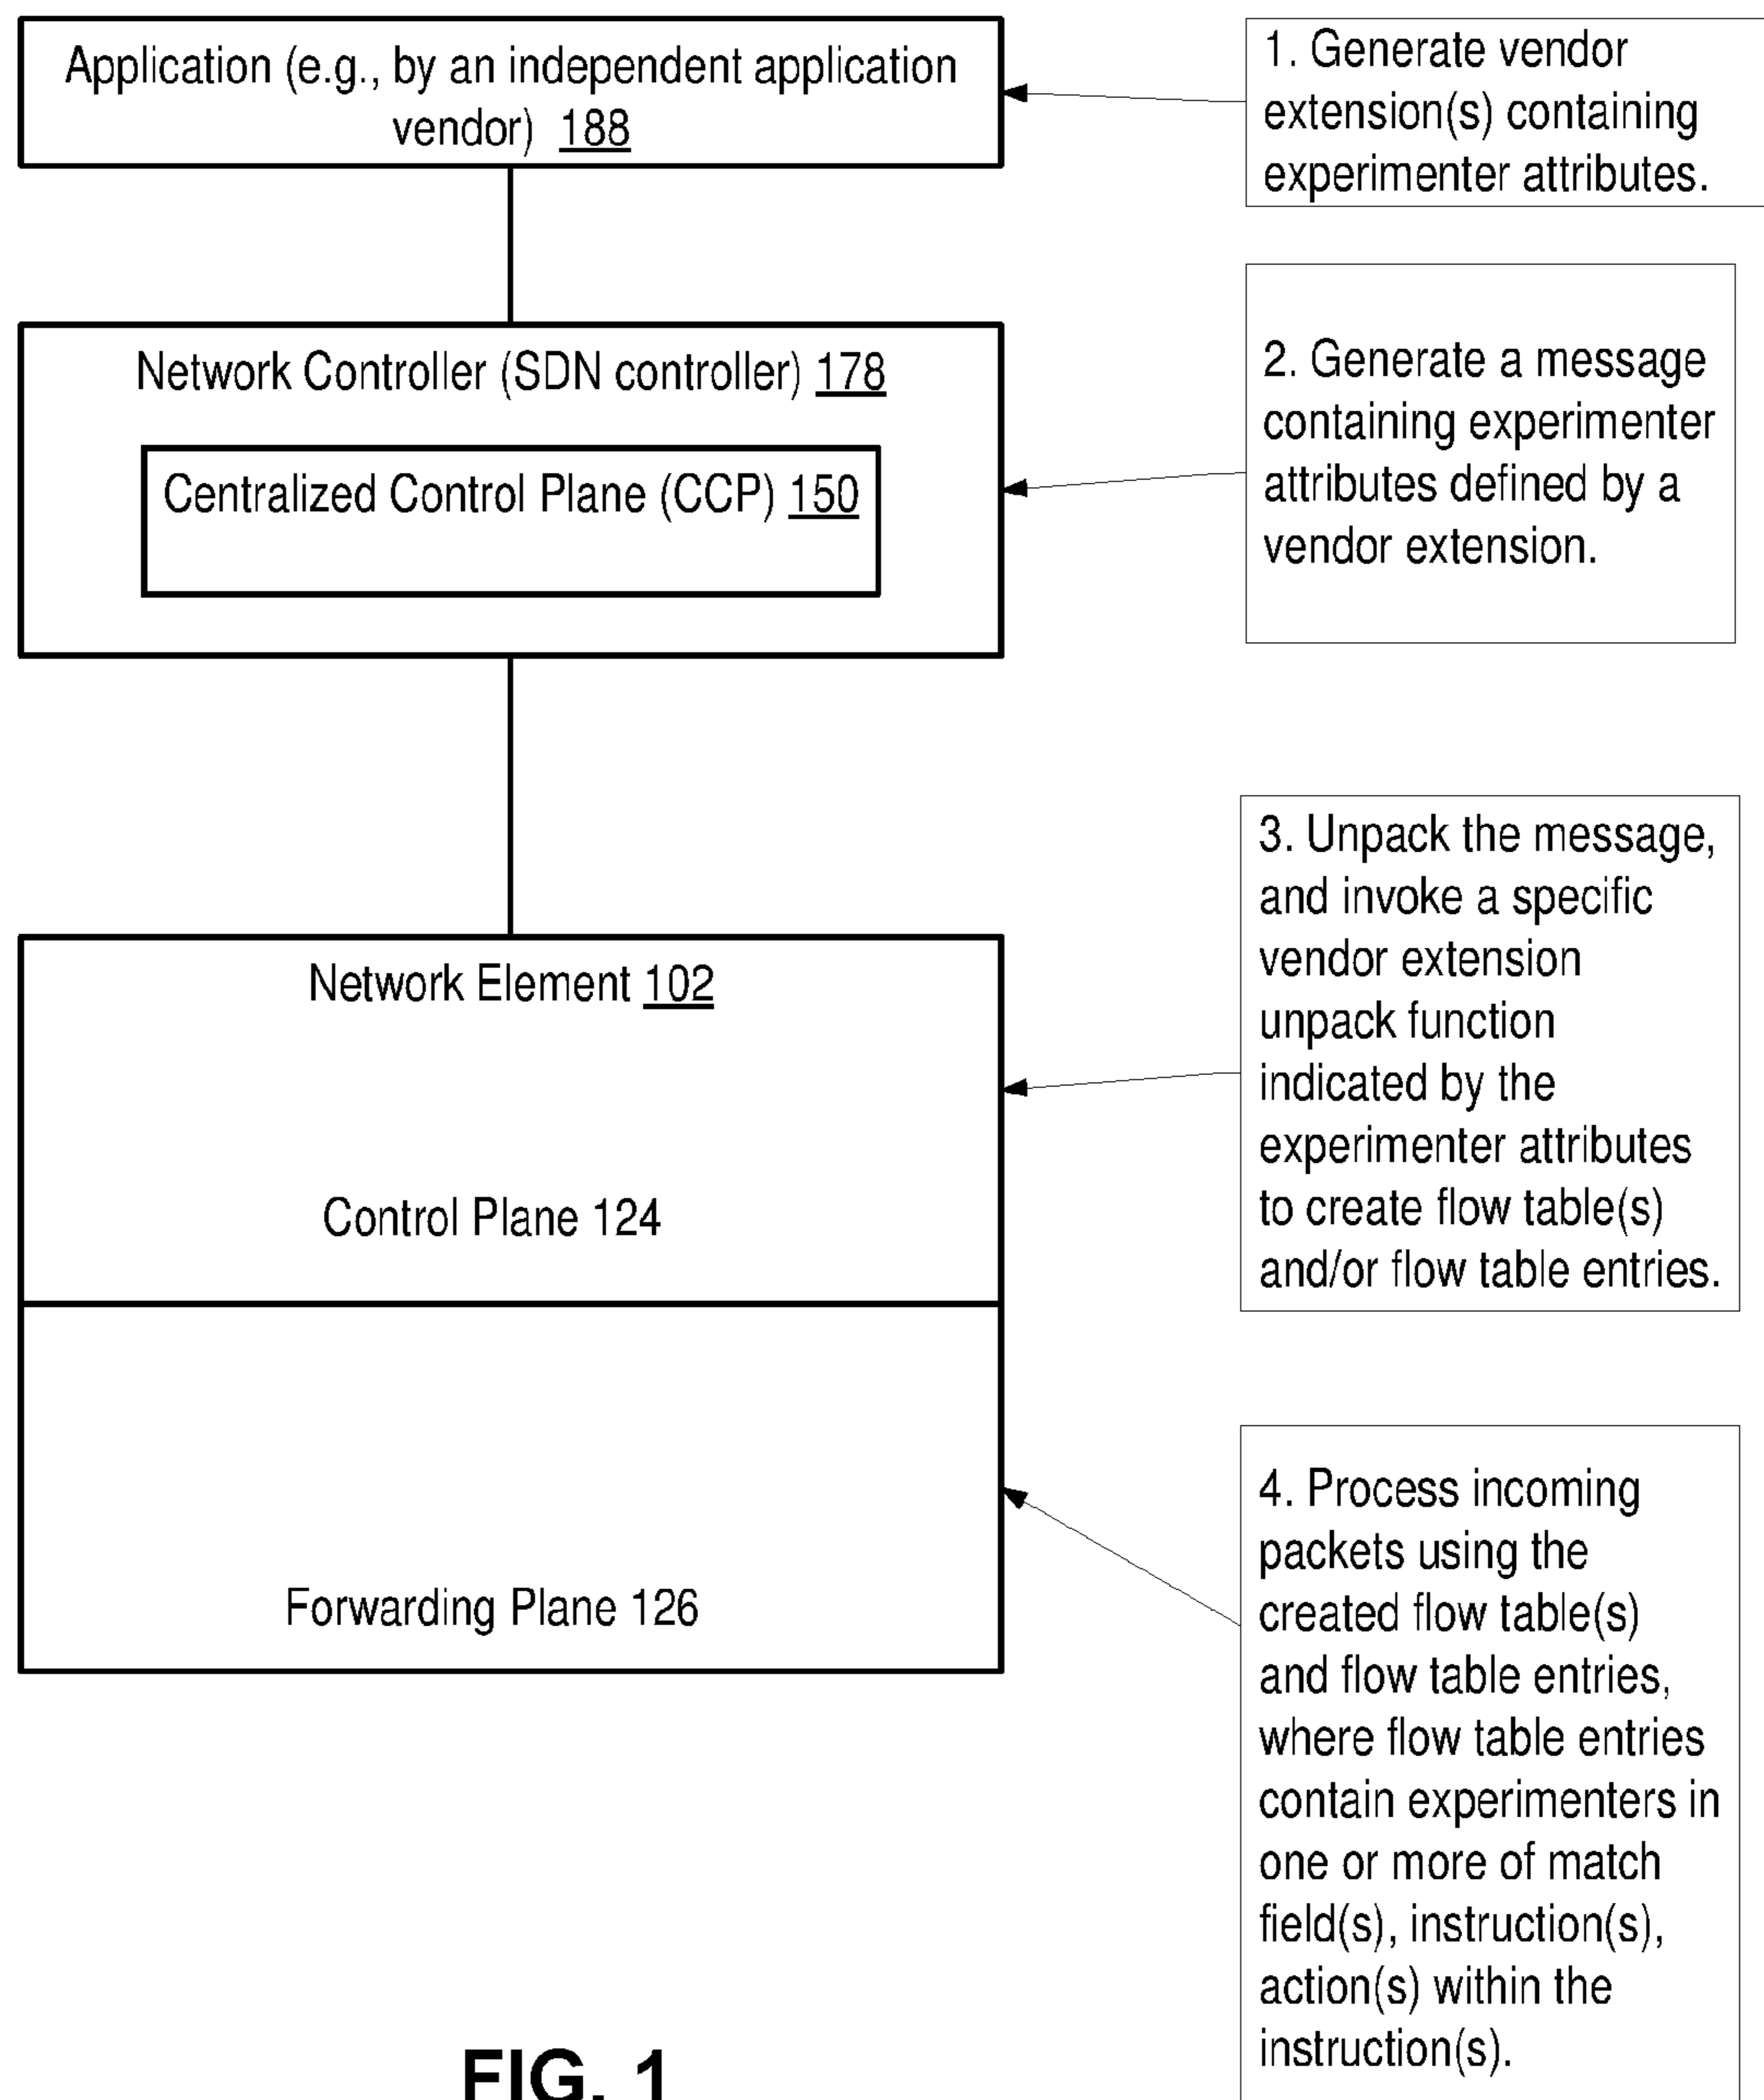 Application (e.g., by an independent application
vendor) 188
1. Generate vendor
extension(s) containing
experimenter attributes.
Network Controller (SDN controller) 178
Centralized Control Plane (CCP) 150
2. Generate a message
containing experimenter
attributes defined by a
vendor extension.
Network Element 102
Control Plane 124
3. Unpack the message,
and invoke a specific
vendor extension
unpack function
indicated by the
experimenter attributes
to create flow table(s)
and/or flow table entries.
Forwarding Plane 126
4. Process incoming
packets using the
created flow table(s)
and flow table entries,
where flow table entries
contain experimenters in
one or more of match
field(s), instruction(s),
action(s) within the
instruction(s).
FIG. 1